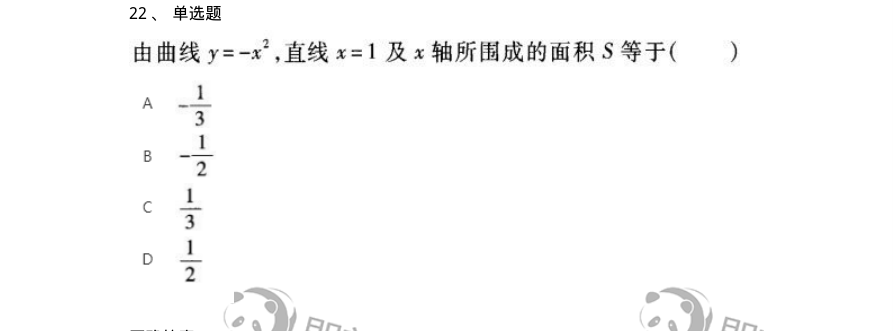 22 、 单选题
由曲线 y=-x²,直线 x=1 及 x 轴所围成的面积 S 等于(  )
A -1/3
B -1/2
C 1/3
D 1/2